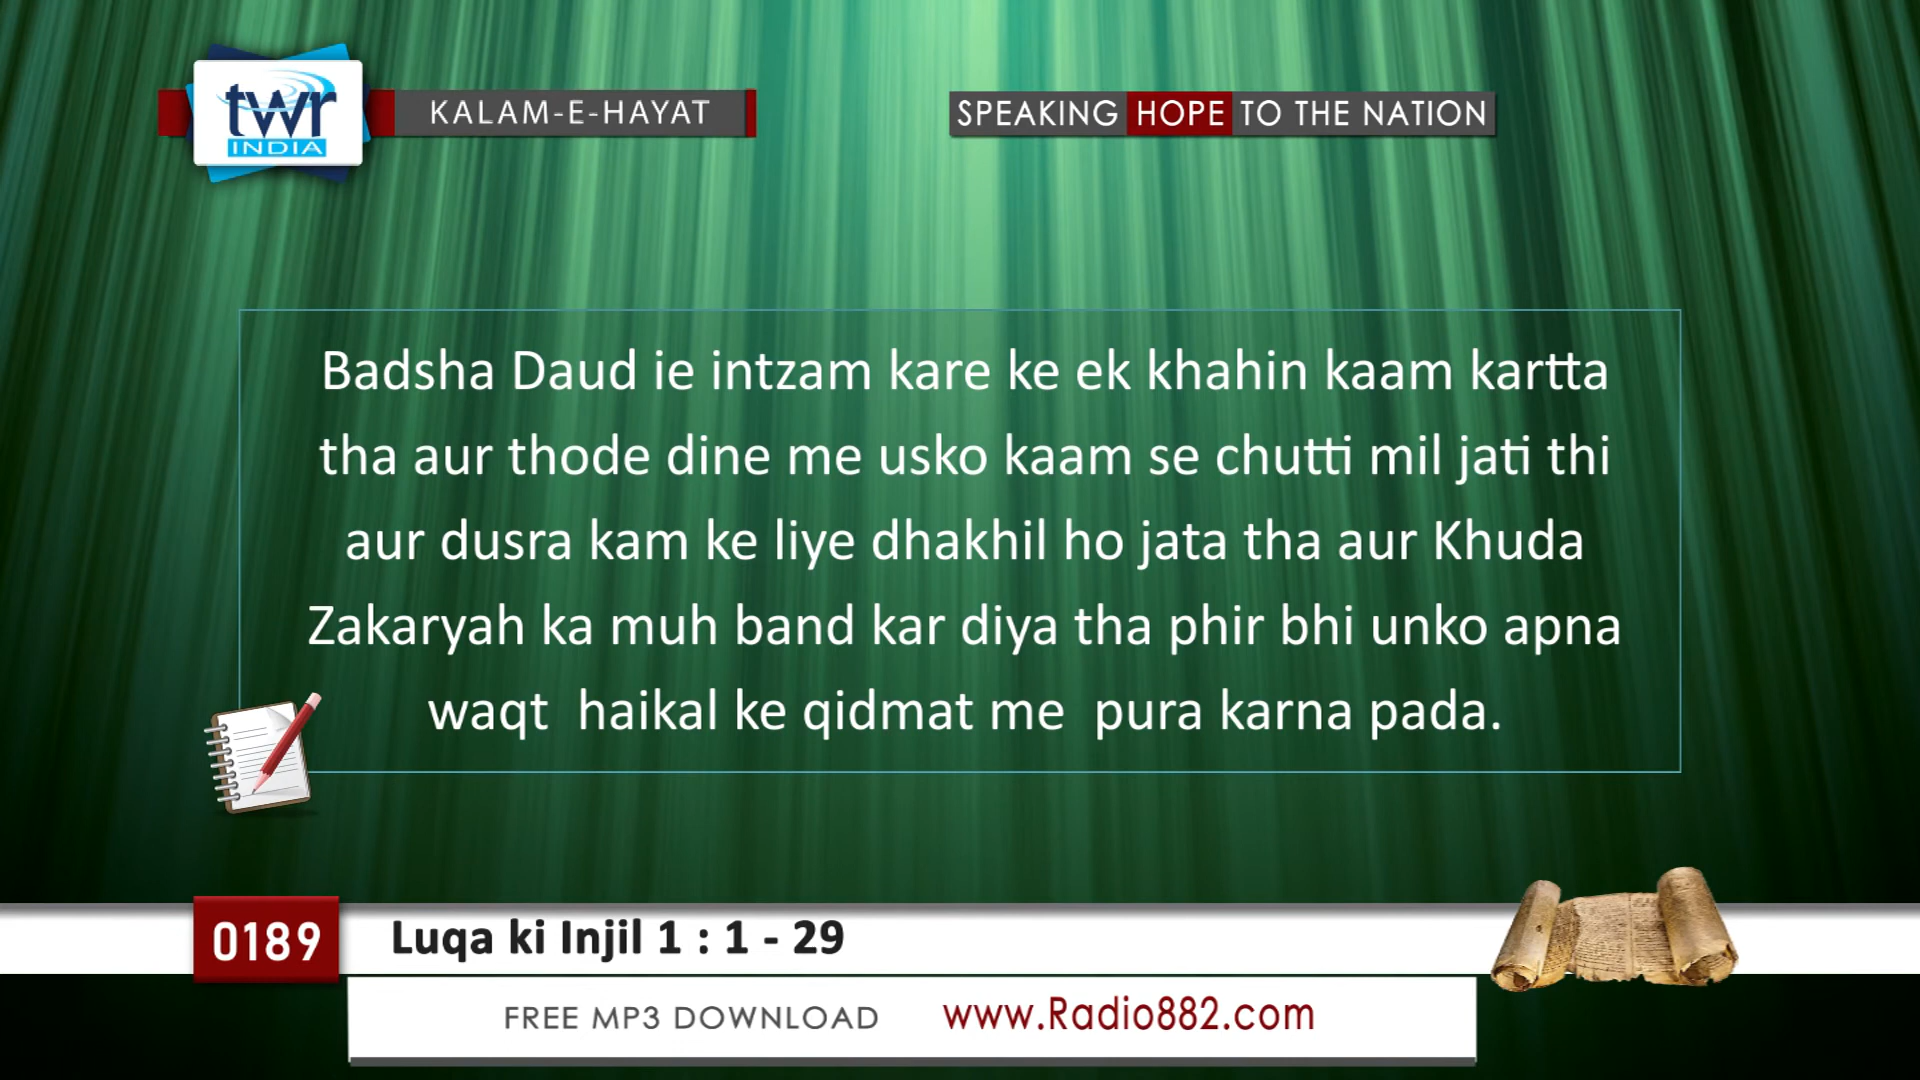 twr
INDIA
KALAM-E-HAYAT
SPEAKING HOPE TO THE NATION
Badsha Daud ie intzam kare ke ek khahin kaam kartta
tha aur thode dine me usko kaam se chutti mil jati thi
aur dusra kam ke liye dhakhil ho jata tha aur Khuda
Zakaryah ka muh band kar diya tha phir bhi unko apna
waqt haikal ke qidmat me pura karna pada.
0189
Luqa ki Injil 1 : 1 - 29
FREE MP3 DOWNLOAD www.Radio882.com